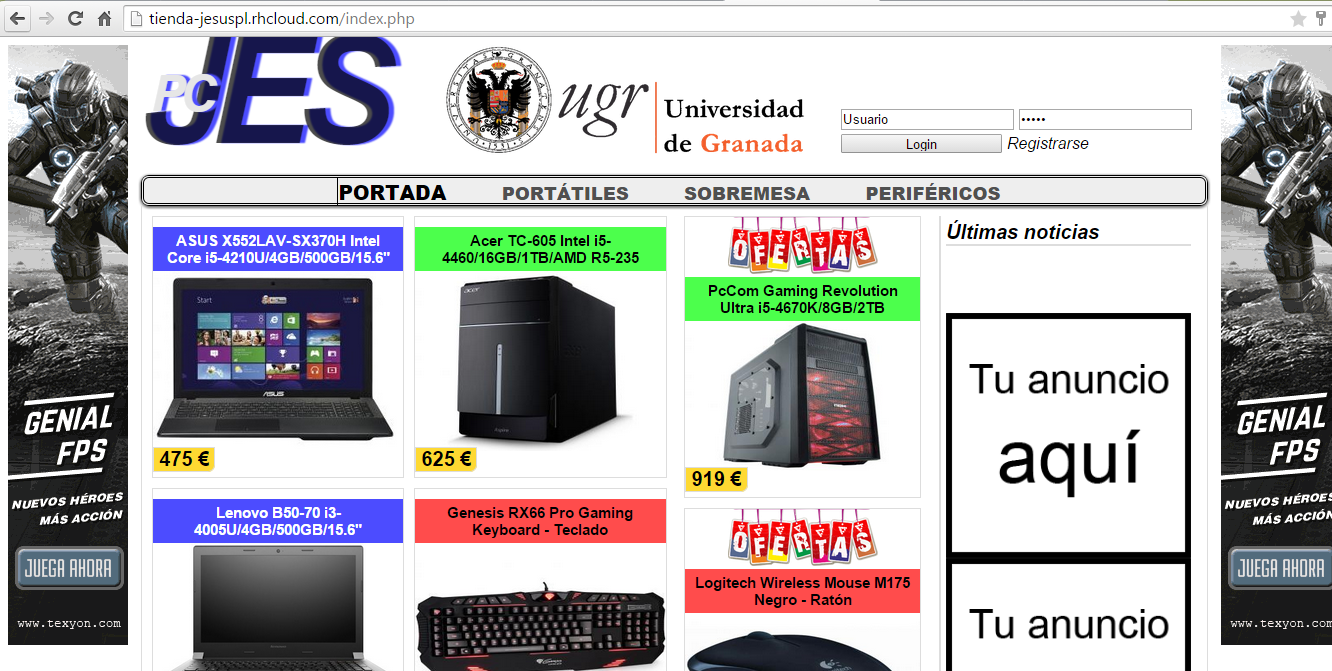 tienda-jesuspl.rhcloud.com/index.php
PC JES
ugr
Universidad
de Granada
Usuario
•••••
Login
Registrarse
PORTADA
PORTÁTILES
SOBREMESA
PERIFÉRICOS
ASUS X552LAV-SX370H Intel
Core i5-4210U/4GB/500GB/15.6"
Start
ASUS
475 €
Acer TC-605 Intel i5-
4460/16GB/1TB/AMD R5-235
acer
625 €
OFERTAS
PcCom Gaming Revolution
Ultra i5-4670K/8GB/2TB
919 €
Lenovo B50-70 i3-
4005U/4GB/500GB/15.6"
Genesis RX66 Pro Gaming
Keyboard - Teclado
OFERTAS
Logitech Wireless Mouse M175
Negro - Ratón
Últimas noticias
Tu anuncio
aquí
Tu anuncio
GENIAL
FPS
NUEVOS HÉROES
MÁS ACCIÓN
JUEGA AHORA
www.texyon.com
GENIAL
FPS
NUEVOS HÉROES
MÁS ACCIÓN
JUEGA AHORA
www.texyon.com